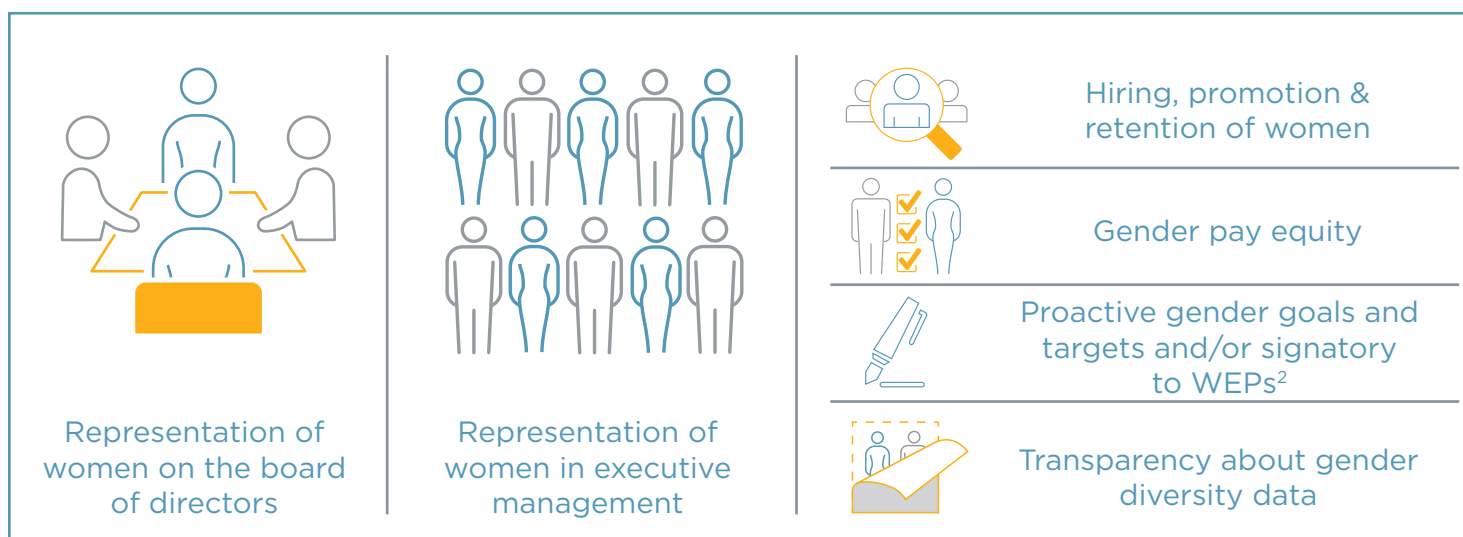 Representation of
women on the board
of directors
Representation of
women in executive
management
Hiring, promotion &
retention of women
Gender pay equity
Proactive gender goals and
targets and/or signatory
to WEPs²
Transparency about gender
diversity data